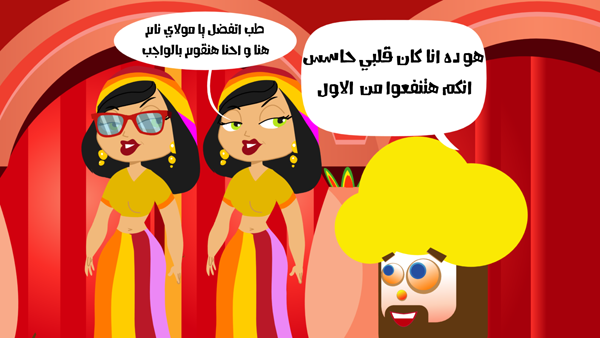 هو ده انا كان قلبي حاسس
انكم هتنفعوا من الاول
طب اتفضل يا مولاي نام
هنا و احنا هنقوم بالواجب